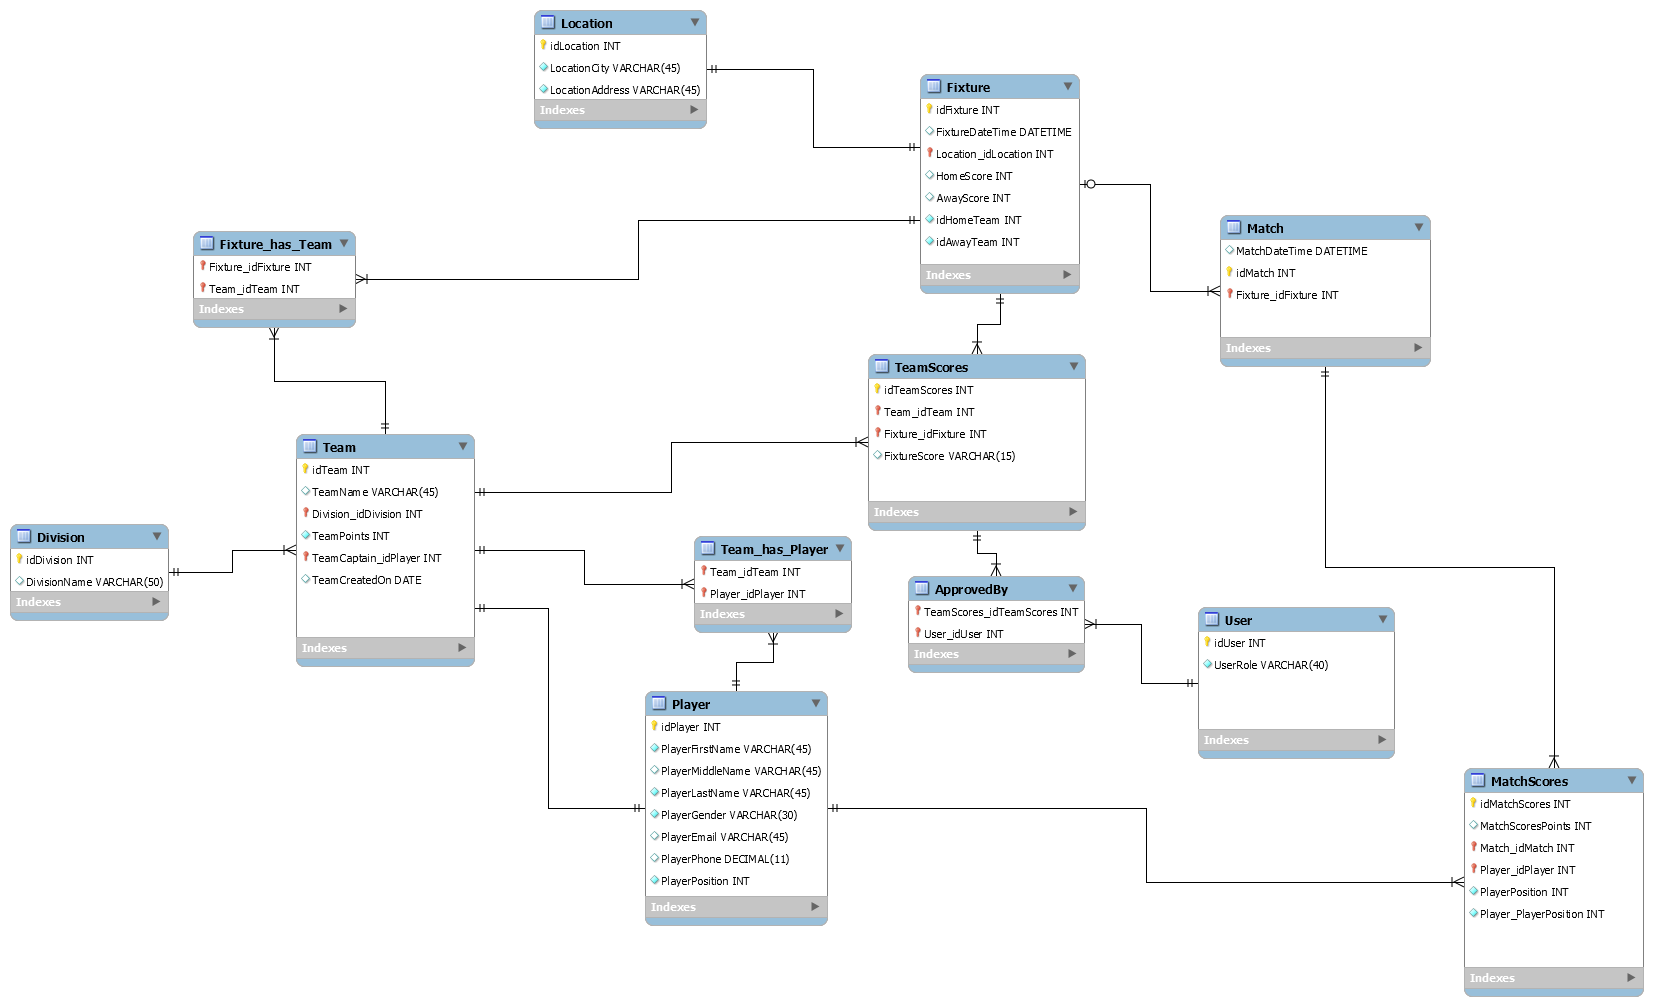 Location
idLocation INT
LocationCity VARCHAR(45)
LocationAddress VARCHAR(45)
Indexes
Fixture
idFixture INT
FixtureDateTime DATETIME
Location_idLocation INT
HomeScore INT
AwayScore INT
idHomeTeam INT
idAwayTeam INT
Indexes
Match
MatchDateTime DATETIME
idMatch INT
Fixture_idFixture INT
Indexes
Fixture_has_Team
Fixture_idFixture INT
Team_idTeam INT
Indexes
TeamScores
idTeamScores INT
Team_idTeam INT
Fixture_idFixture INT
FixtureScore VARCHAR(15)
Indexes
Team
idTeam INT
TeamName VARCHAR(45)
Division_idDivision INT
TeamPoints INT
TeamCaptain_idPlayer INT
TeamCreatedOn DATE
Indexes
Division
idDivision INT
DivisionName VARCHAR(50)
Indexes
Team_has_Player
Team_idTeam INT
Player_idPlayer INT
Indexes
ApprovedBy
TeamScores_idTeamScores INT
User_idUser INT
Indexes
User
idUser INT
UserRole VARCHAR(40)
Indexes
Player
idPlayer INT
PlayerFirstName VARCHAR(45)
PlayerMiddleName VARCHAR(45)
PlayerLastName VARCHAR(45)
PlayerGender VARCHAR(30)
PlayerEmail VARCHAR(45)
PlayerPhone DECIMAL(11)
PlayerPosition INT
Indexes
MatchScores
idMatchScores INT
MatchScoresPoints INT
Match_idMatch INT
Player_idPlayer INT
PlayerPosition INT
Player_PlayerPosition INT
Indexes